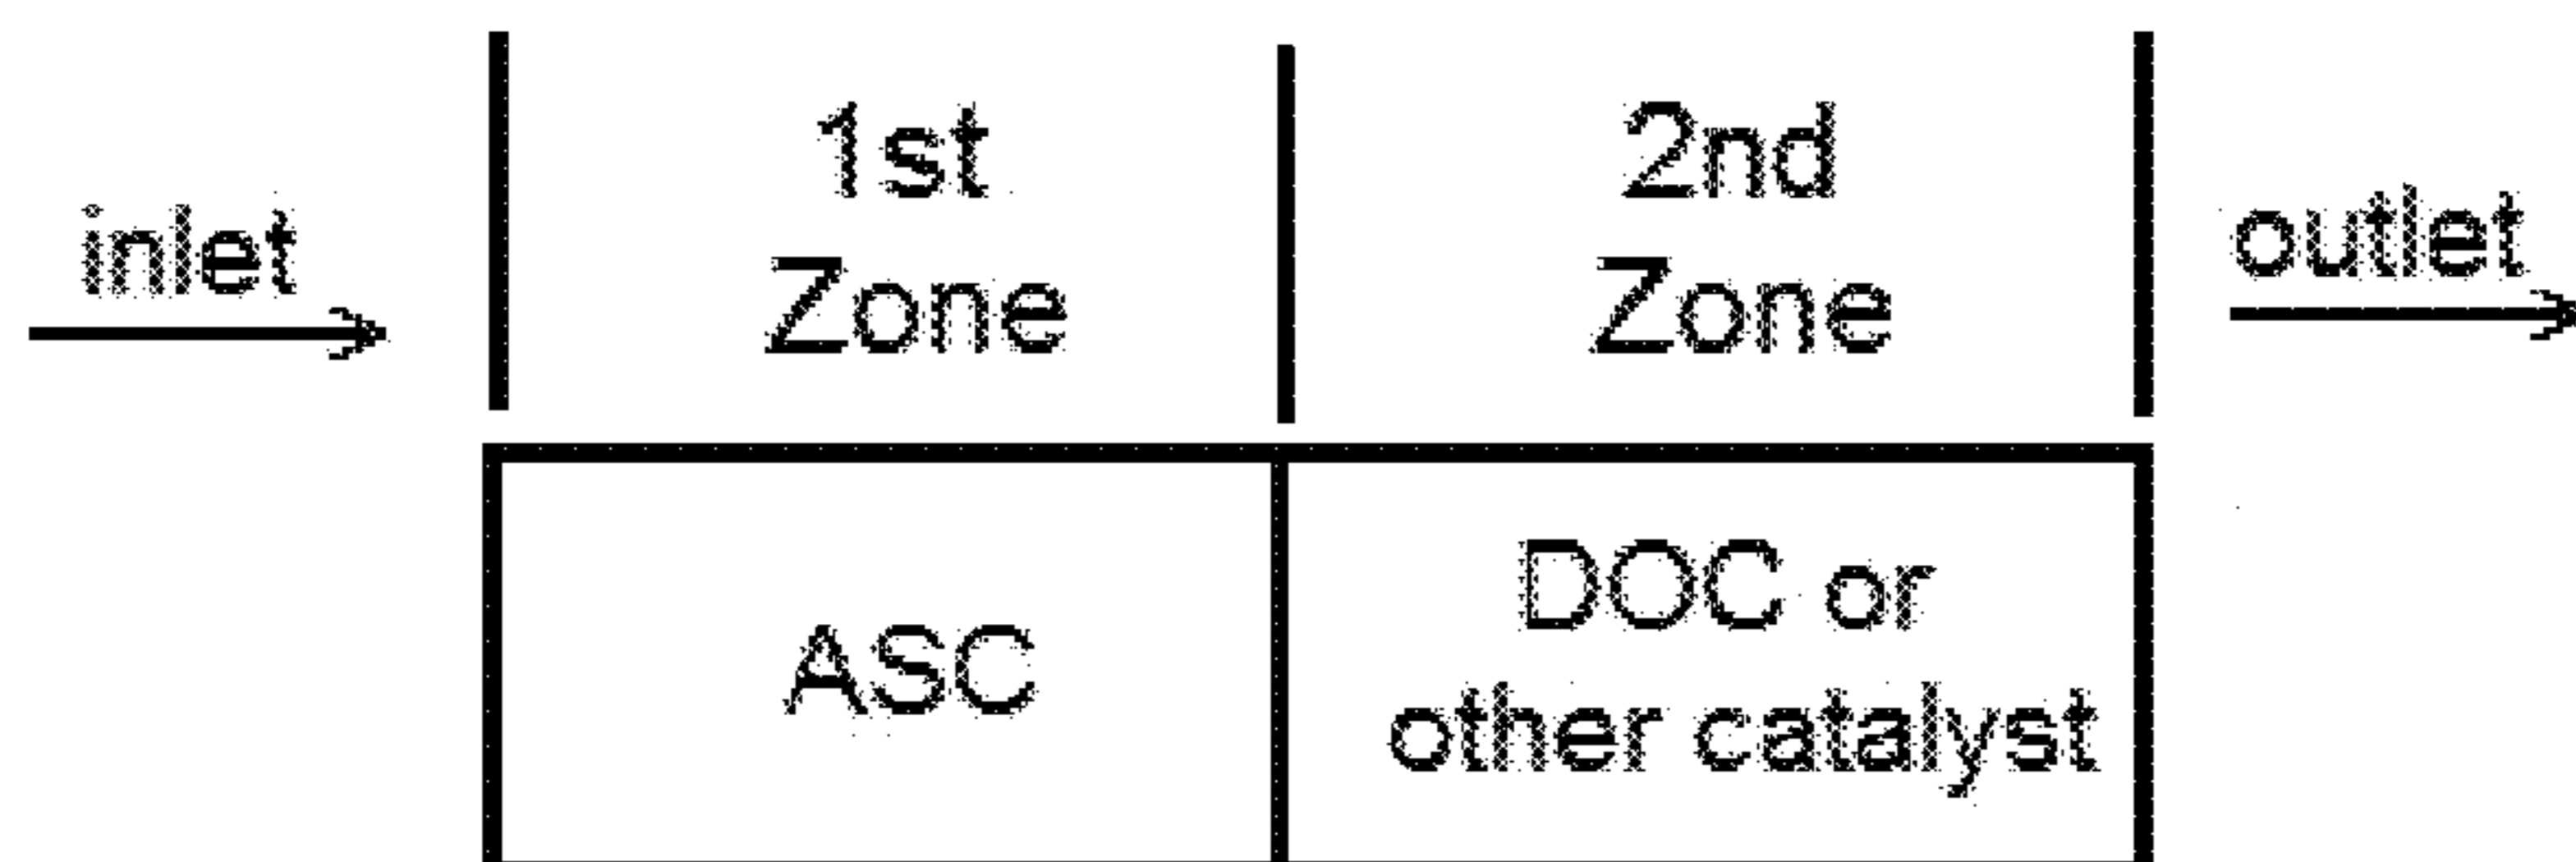 inlet
1st
Zone
2nd
Zone
outlet
ASC
DOC or
other catalyst